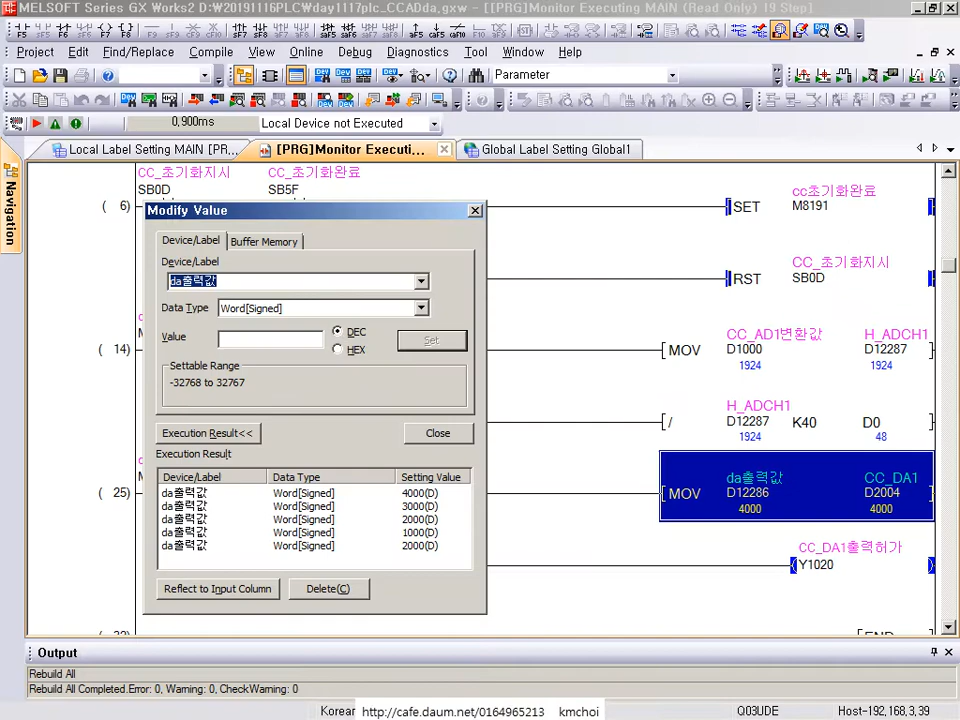 MELSOFT Series GX Works2 D:₩20191116PLC₩day1117plc_CCADda,gxw - [[PRG]Monitor Executing MAIN (Read Only) 19 Step]
Project Edit Find/Replace Compile View Online Debug Diagnostics Tool Window Help
Parameter
0,900ms Local Device not Executed
Local Label Setting MAIN [PR... [PRG]Monitor Executi... Global Label Setting Global1
Navigation
CC_초기화지시 CC_초기화완료
SB0D SB5F
cc초기화완료
( 6) SET M8191
CC_초기화지시
RST SB0D
CC_AD1변환값 H_ADCH1
( 14) MOV D1000 D12287
1924 1924
H_ADCH1
/ D12287 K40 D0
1924 48
da출력값 CC_DA1
( 25) MOV D12286 D2004
4000 4000
CC_DA1출력허가
Y1020
Modify Value
Device/Label Buffer Memory
Device/Label
da출력값
Data Type Word[Signed]
Value DEC Set
HEX
Settable Range
-32768 to 32767
Execution Result<< Close
Execution Result
Device/Label Data Type Setting Value
da출력값 Word[Signed] 4000(D)
da출력값 Word[Signed] 3000(D)
da출력값 Word[Signed] 2000(D)
da출력값 Word[Signed] 1000(D)
da출력값 Word[Signed] 2000(D)
Reflect to Input Column Delete(C)
Output
Rebuild All
Rebuild All Completed.Error: 0, Warning: 0, CheckWarning: 0
Korean http://cafe.daum.net/0164965213 kmchoi Q03UDE Host-192,168,3,39